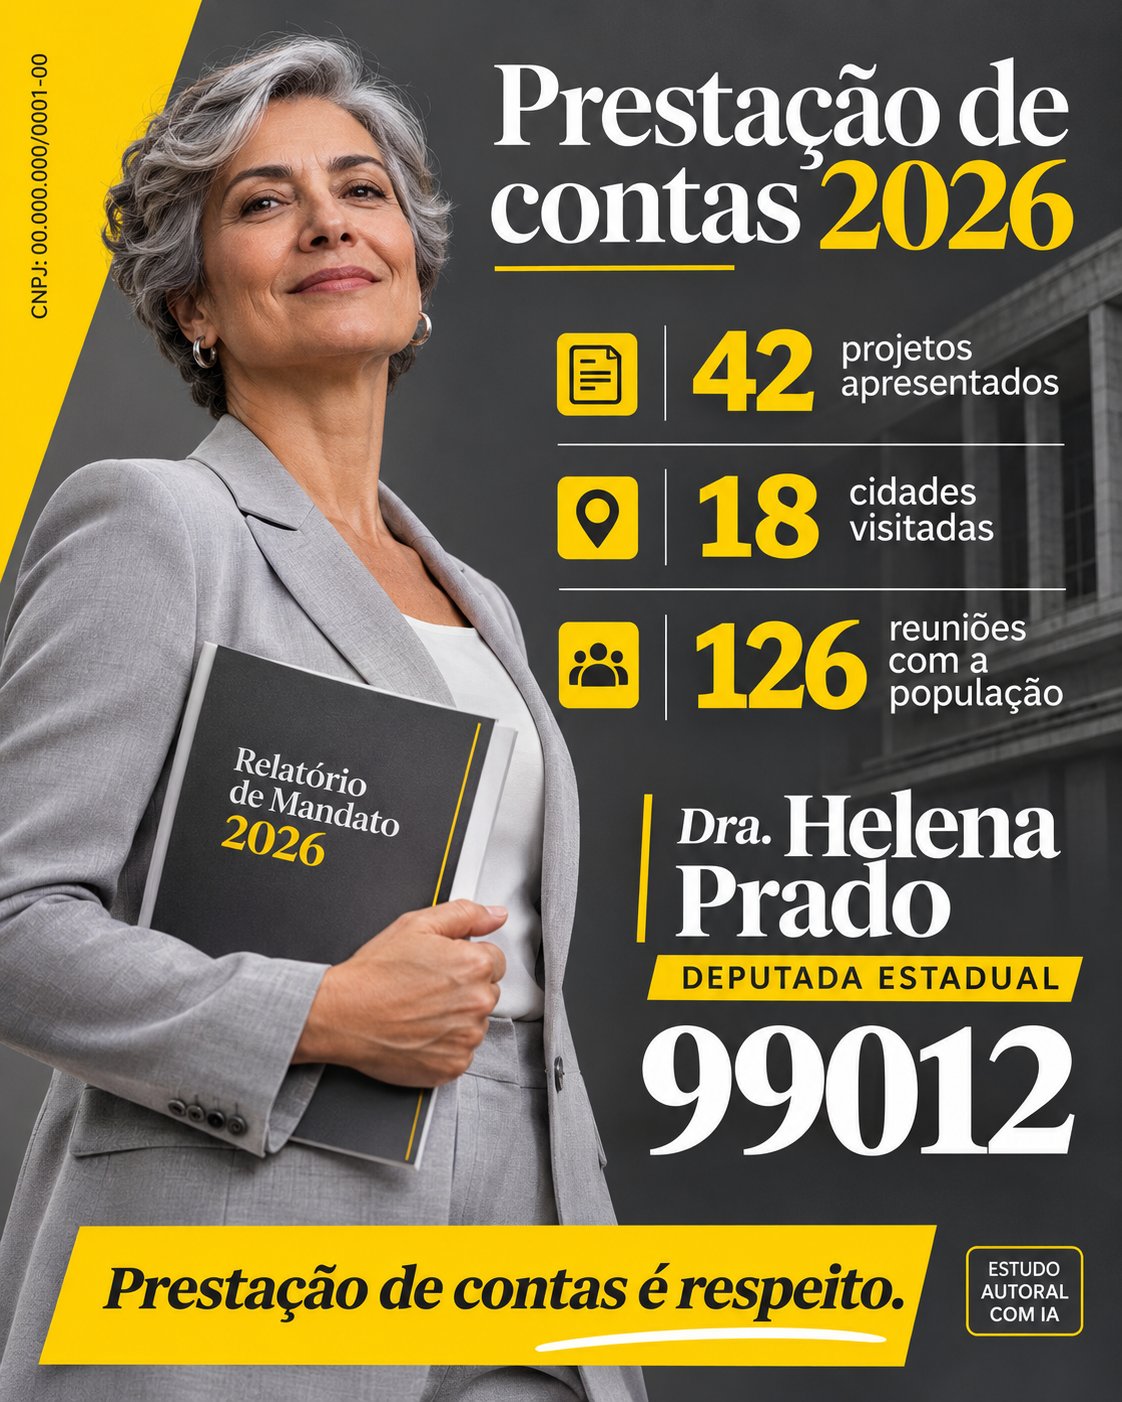 CNPJ: 00.000.000/0001-00
Prestação de
contas 2026
42 projetos
apresentados
18 cidades
visitadas
126 reuniões
com a
população
Relatório
de Mandato
2026
Dra. Helena
Prado
DEPUTADA ESTADUAL
99012
Prestação de contas é respeito.
ESTUDO
AUTORAL
COM IA